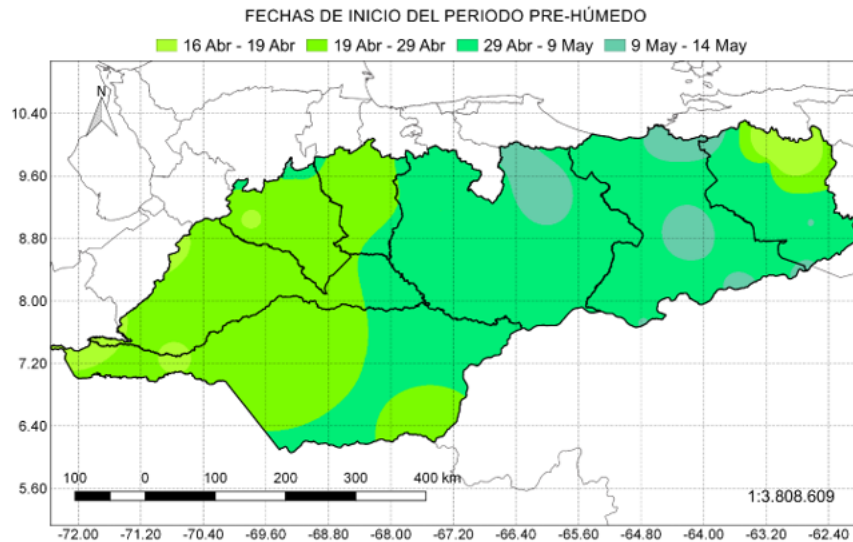 FECHAS DE INICIO DEL PERIODO PRE-HÚMEDO
16 Abr - 19 Abr 19 Abr - 29 Abr 29 Abr - 9 May 9 May - 14 May
N
10.40
9.60
8.80
8.00
7.20
6.40
5.60
100 0 100 200 300 400 km
1:3.808.609
-72.00 -71.20 -70.40 -69.60 -68.80 -68.00 -67.20 -66.40 -65.60 -64.80 -64.00 -63.20 -62.40